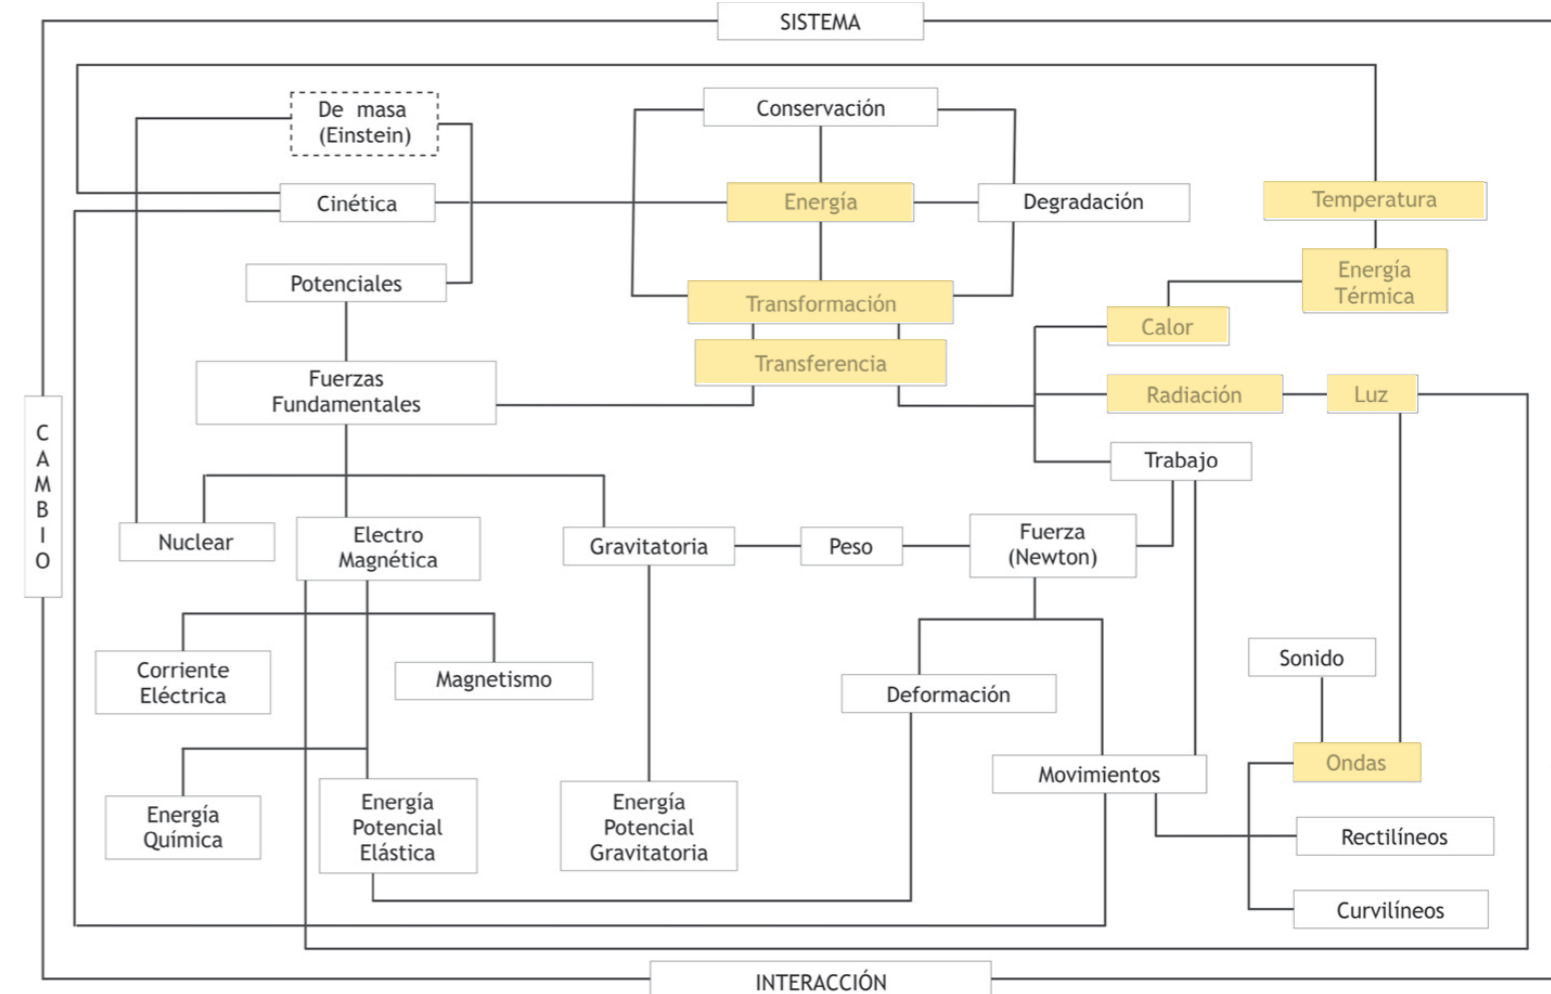 SISTEMA
De masa
(Einstein)
Conservación
Cinética
Energía
Degradación
Temperatura
Potenciales
Transformación
Energía
Térmica
Calor
Transferencia
Fuerzas
Fundamentales
Radiación
Luz
C
A
M
B
I
O
Trabajo
Nuclear
Electro
Magnética
Gravitatoria
Peso
Fuerza
(Newton)
Corriente
Eléctrica
Magnetismo
Deformación
Sonido
Movimientos
Ondas
Energía
Química
Energía
Potencial
Elástica
Energía
Potencial
Gravitatoria
Rectilíneos
Curvilíneos
INTERACCIÓN